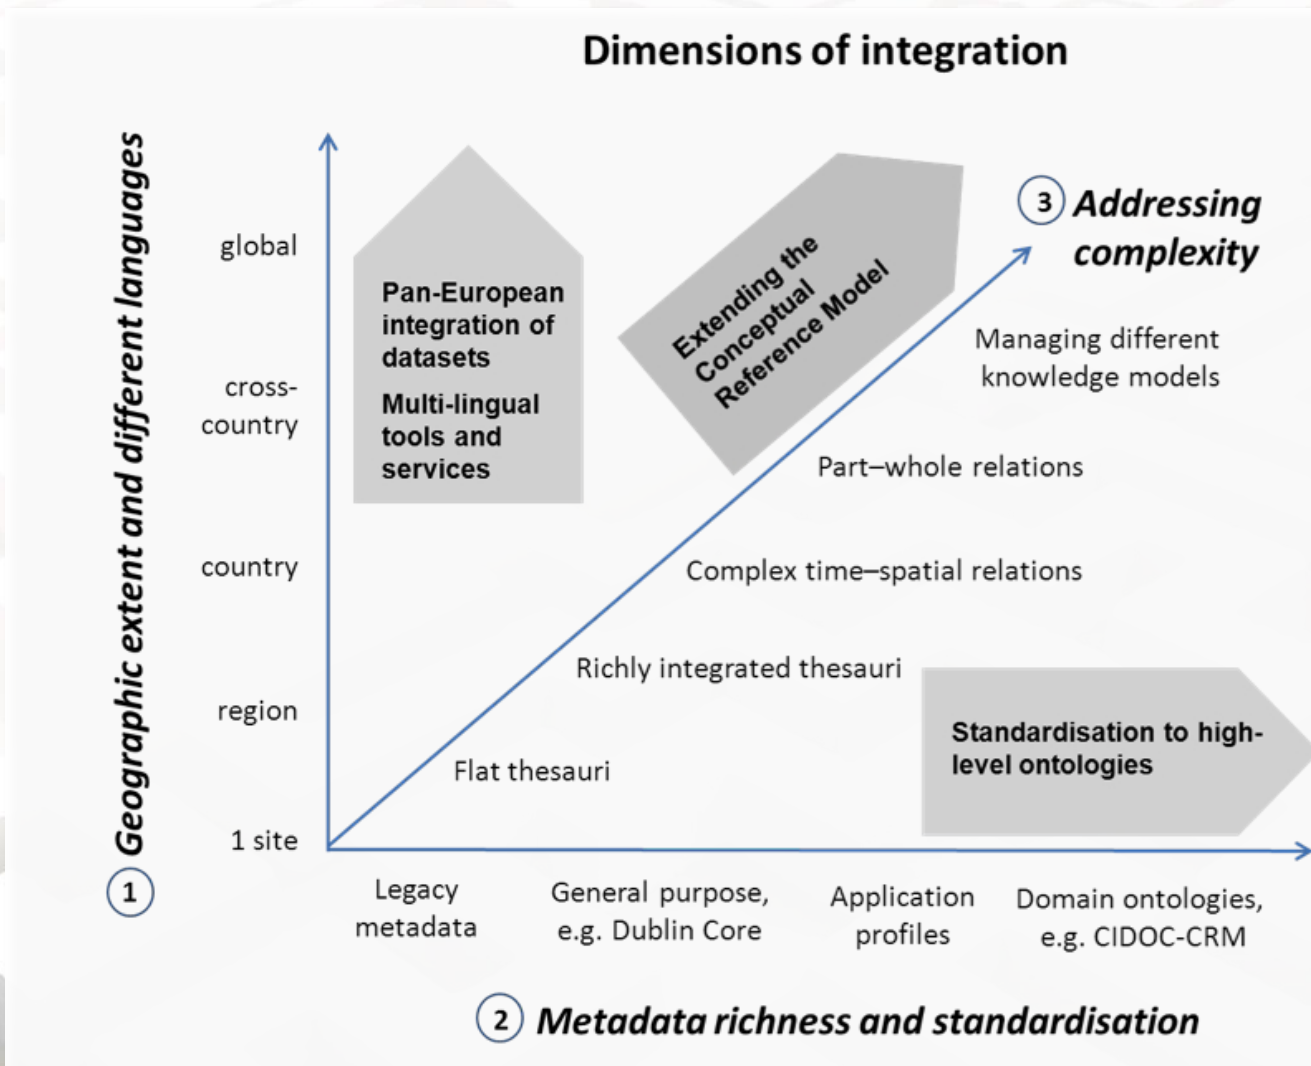 Dimensions of integration
Geographic extent and different languages
1
global
cross-
country
country
region
1 site
Pan-European
integration of
datasets
Multi-lingual
tools and
services
Extending the
Conceptual
Reference Model
3 Addressing
complexity
Managing different
knowledge models
Part–whole relations
Complex time–spatial relations
Richly integrated thesauri
Flat thesauri
Standardisation to high-
level ontologies
Legacy
metadata
General purpose,
e.g. Dublin Core
Application
profiles
Domain ontologies,
e.g. CIDOC-CRM
2 Metadata richness and standardisation